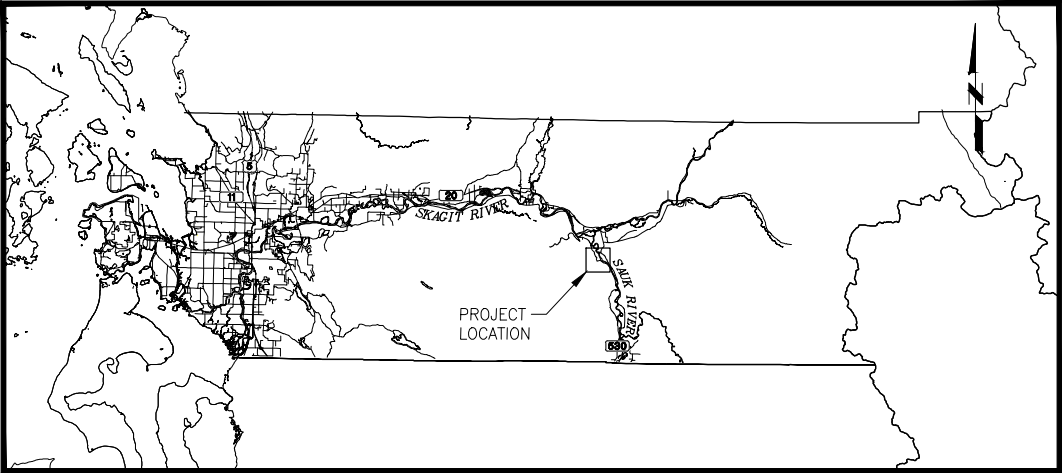 5
11
20
SKAGIT RIVER
SAUK RIVER
PROJECT
LOCATION
530